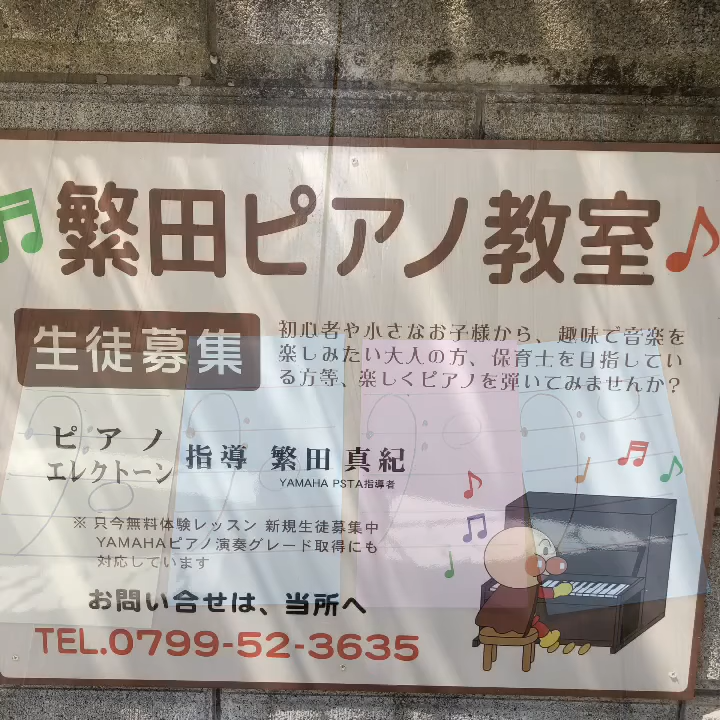 繁田ピアノ教室
生徒募集
初心者や小さなお子様から、趣味で音楽を
楽しみたい大人の方、保育士を目指してい
る方等、楽しくピアノを弾いてみませんか?
ピアノ
エレクトーン
指導 繁田 真紀
YAMAHA PSTA指導者
※ 只今無料体験レッスン 新規生徒募集中
YAMAHAピアノ演奏グレード取得にも
対応しています
お問い合せは、当所へ
TEL.0799-52-3635